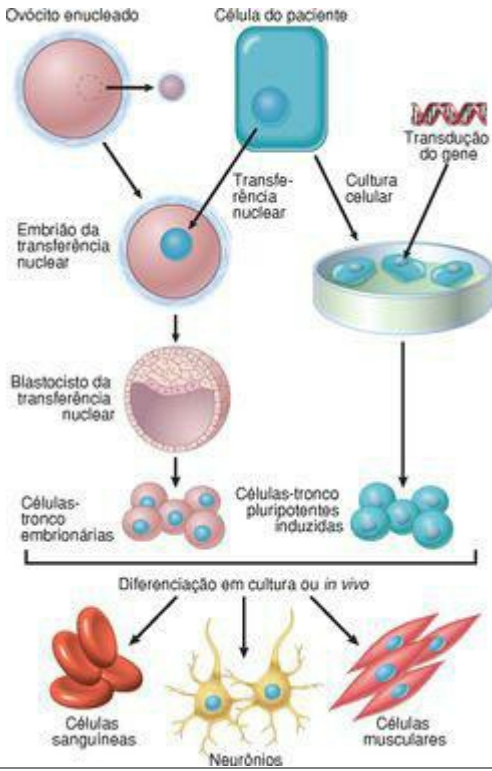 Ovócito enucleado
Célula do paciente
Transdução
do gene
Transfe-
rência
nuclear
Cultura
celular
Embrião da
transferência
nuclear
Blastocisto da
transferência
nuclear
Células-
tronco
embrionárias
Células-tronco
pluripotentes
induzidas
Diferenciação em cultura ou in vivo
Células
sanguíneas
Neurônios
Células
musculares